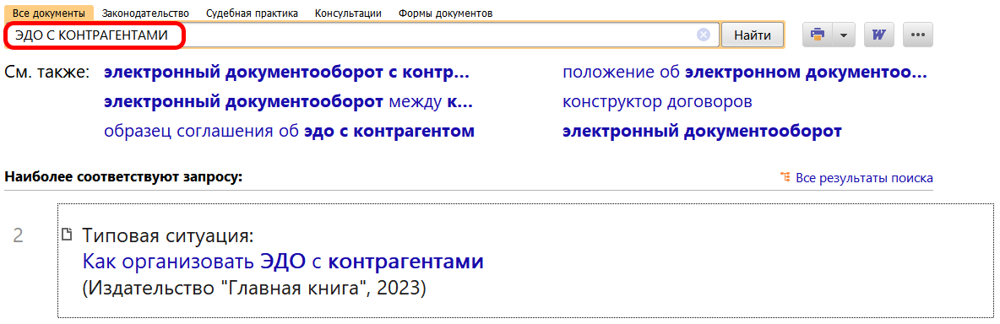 Все документы Законодательство Судебная практика Консультации Формы документов
ЭДО С КОНТРАГЕНТАМИ Найти W
См. также: электронный документооборот с контр... положение об электронном документоо...
электронный документооборот между к... конструктор договоров
образец соглашения об эдо с контрагентом электронный документооборот
Наиболее соответствуют запросу: Все результаты поиска
2 Типовая ситуация:
Как организовать ЭДО с контрагентами
(Издательство "Главная книга", 2023)